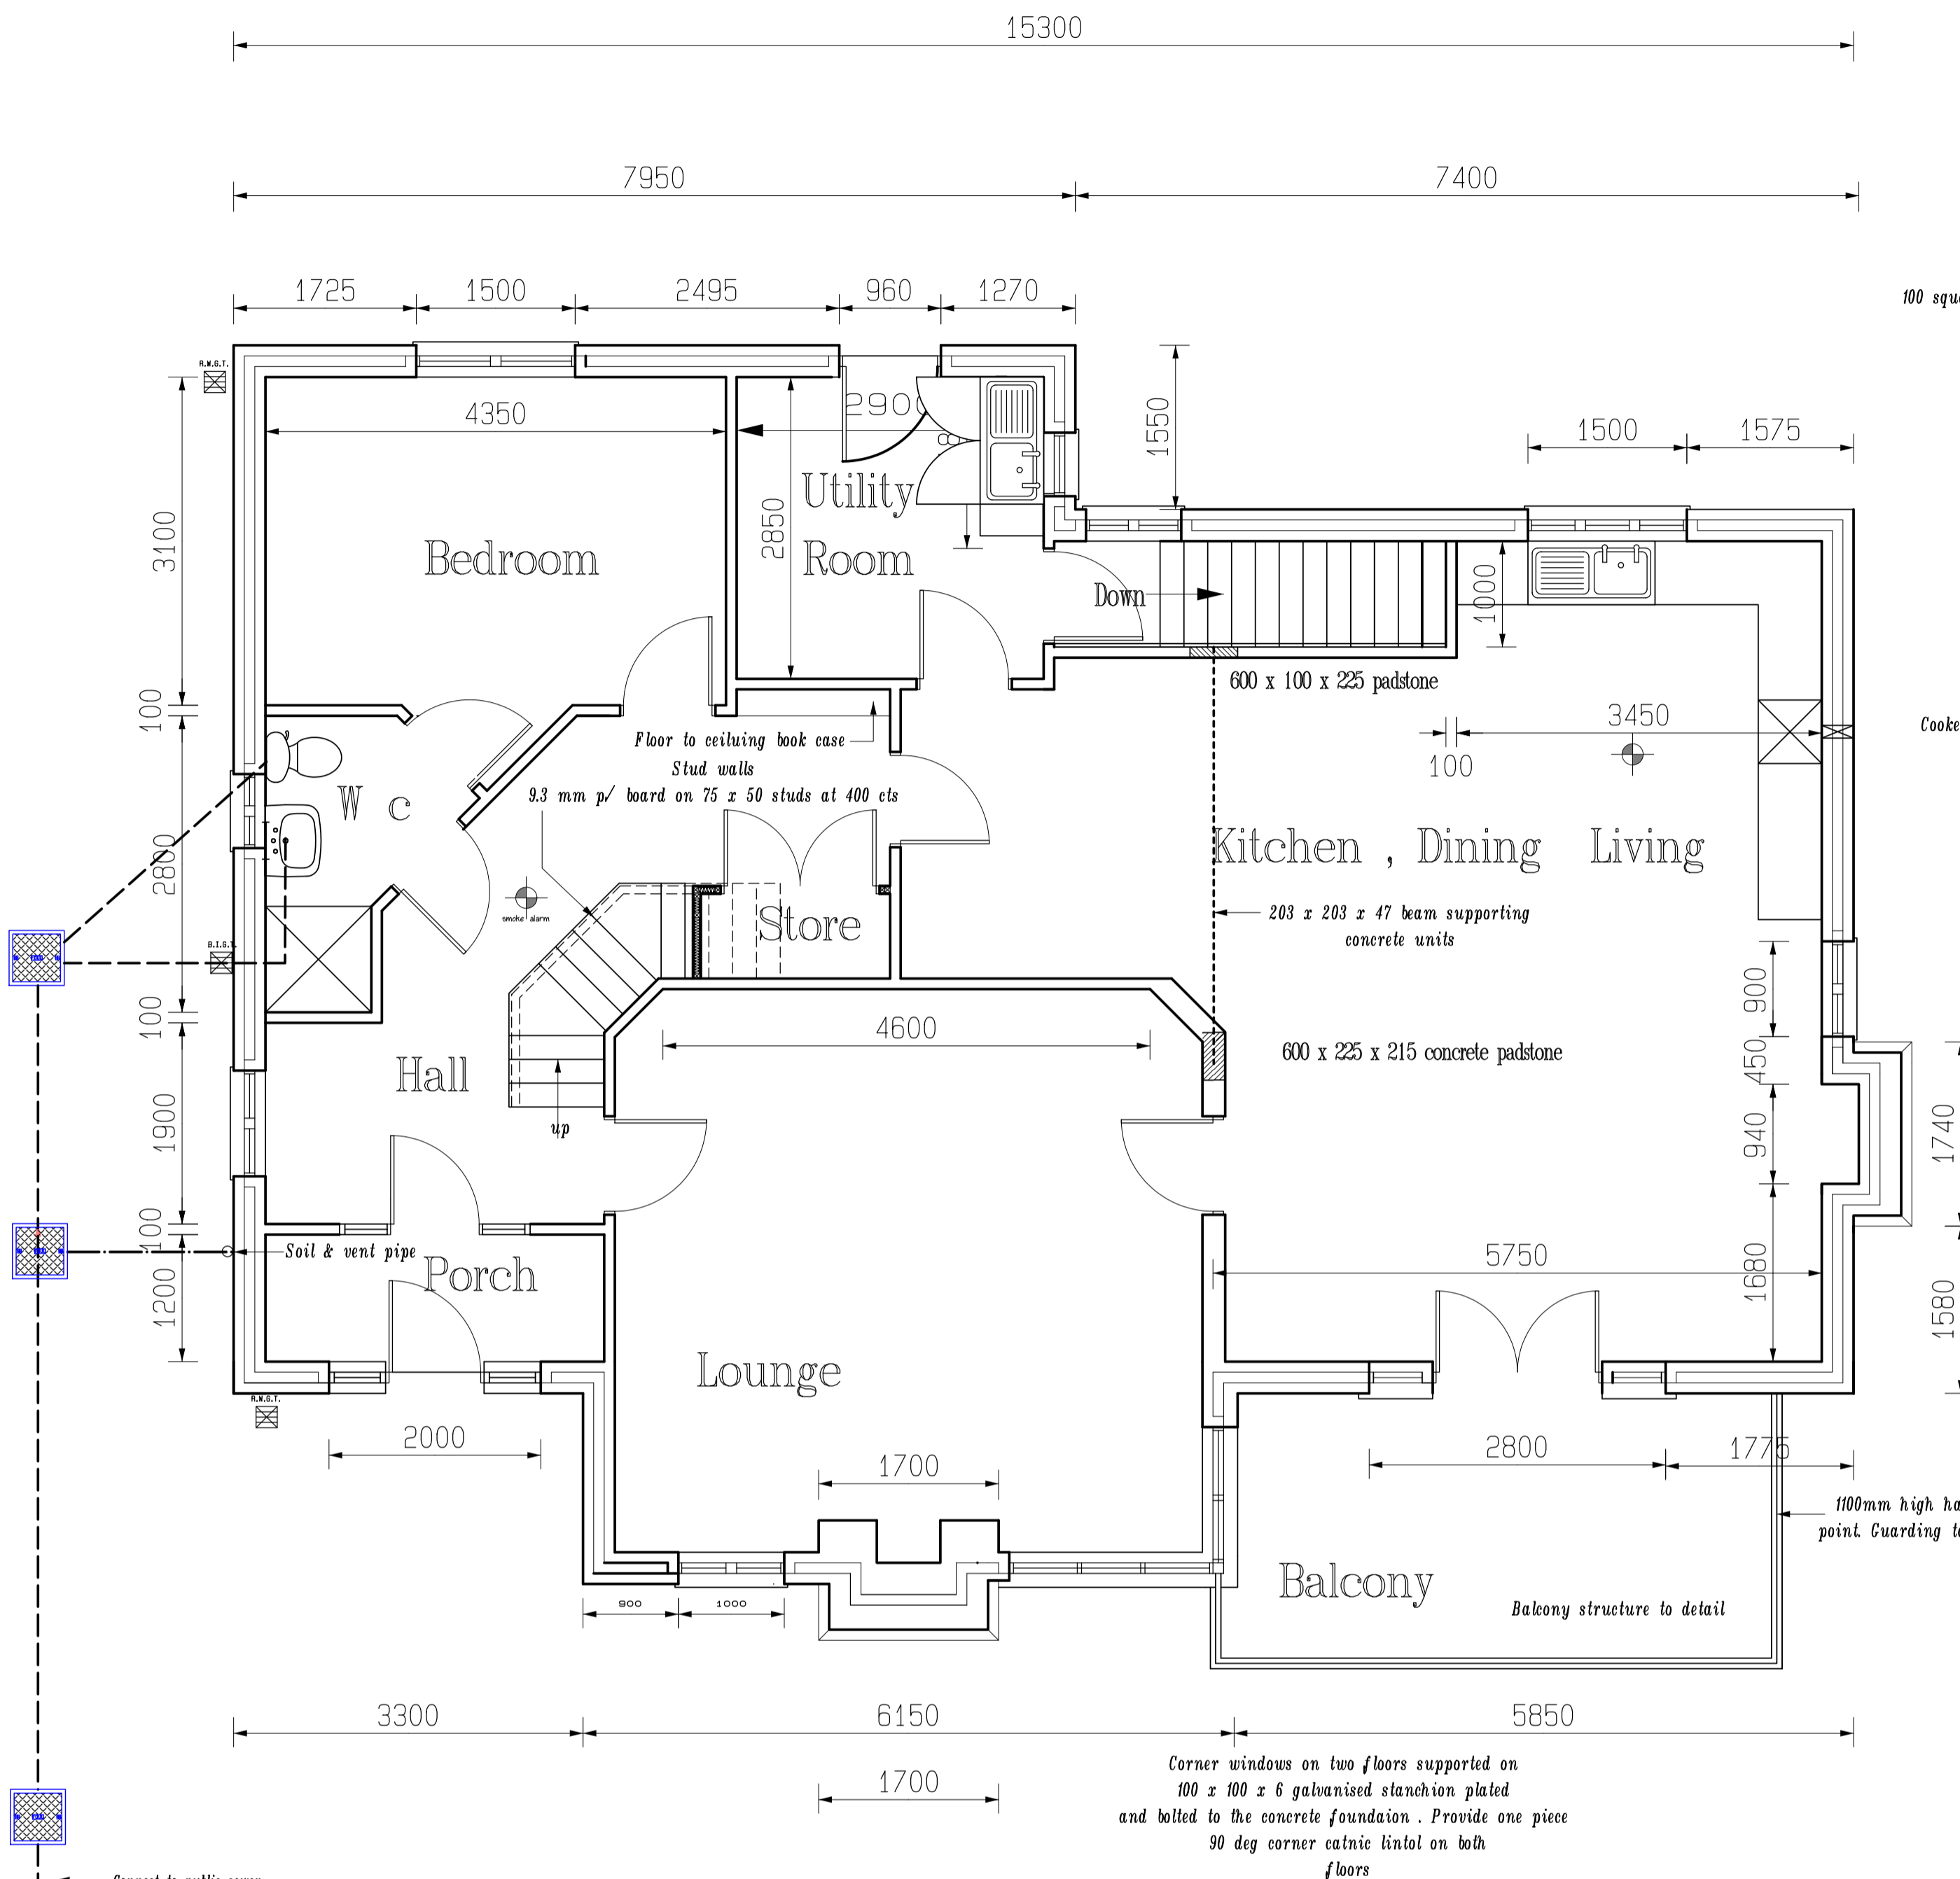 15300
7950
7400
1725
1500
2495
960
1270
100 squ
R.W.G.T.
4350
2900
8
1550
1500
1575
Utility
Room
2850
3100
Bedroom
Down
1000
600 x 100 x 225 padstone
100
3450
100
Floor to ceiluing book case
Stud walls
9.3 mm p/ board on 75 x 50 studs at 400 cts
Cooke
W c
2800
Kitchen , Dining Living
smoke alarm
Store
203 x 203 x 47 beam supporting
concrete units
B.I.G.T.
900
100
4600
600 x 225 x 215 concrete padstone
450
Hall
1900
up
940
1740
100
Soil & vent pipe
Porch
5750
1680
1200
1580
Lounge
R.W.G.T.
2000
1700
2800
1775
1100mm high ha
point. Guarding t
Balcony
Balcony structure to detail
900
1000
3300
6150
5850
1700
Corner windows on two floors supported on
100 x 100 x 6 galvanised stanchion plated
and bolted to the concrete foundaion . Provide one piece
90 deg corner catnic lintol on both
floors